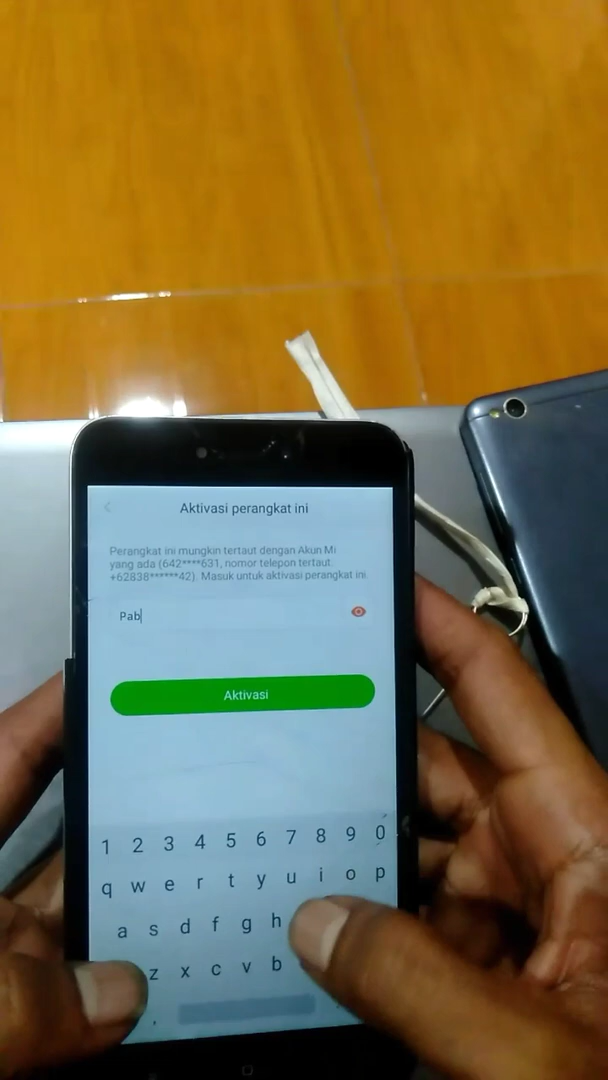 Aktivasi perangkat ini
Perangkat ini mungkin tertaut dengan Akun Mi
yang ada (642****631, nomor telepon tertaut
+62838******42). Masuk untuk aktivasi perangkat ini
Pab
Aktivasi
1 2 3 4 5 6 7 8 9 0
q w e r t y u i o p
a s d f g h
z x c v b
,